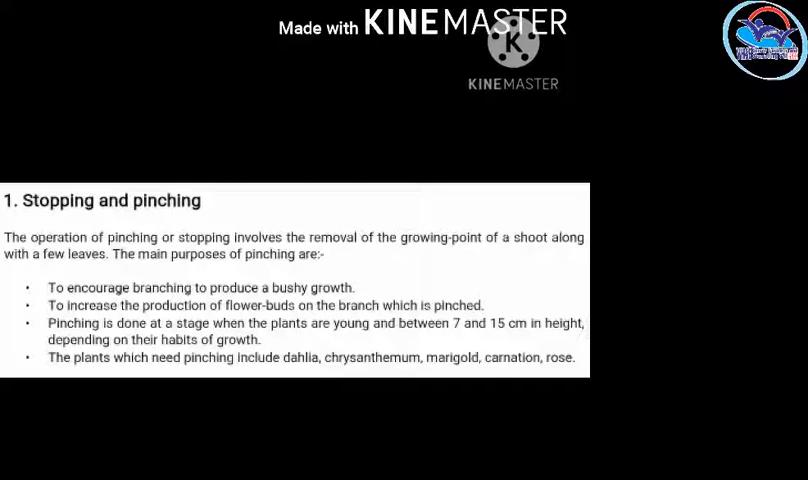 Made with KINEMASTER
K
KINEMASTER
1. Stopping and pinching
The operation of pinching or stopping involves the removal of the growing-point of a shoot along
with a few leaves. The main purposes of pinching are:-
• To encourage branching to produce a bushy growth.
• To increase the production of flower-buds on the branch which is pinched.
• Pinching is done at a stage when the plants are young and between 7 and 15 cm in height,
depending on their habits of growth.
• The plants which need pinching include dahlia, chrysanthemum, marigold, carnation, rose.